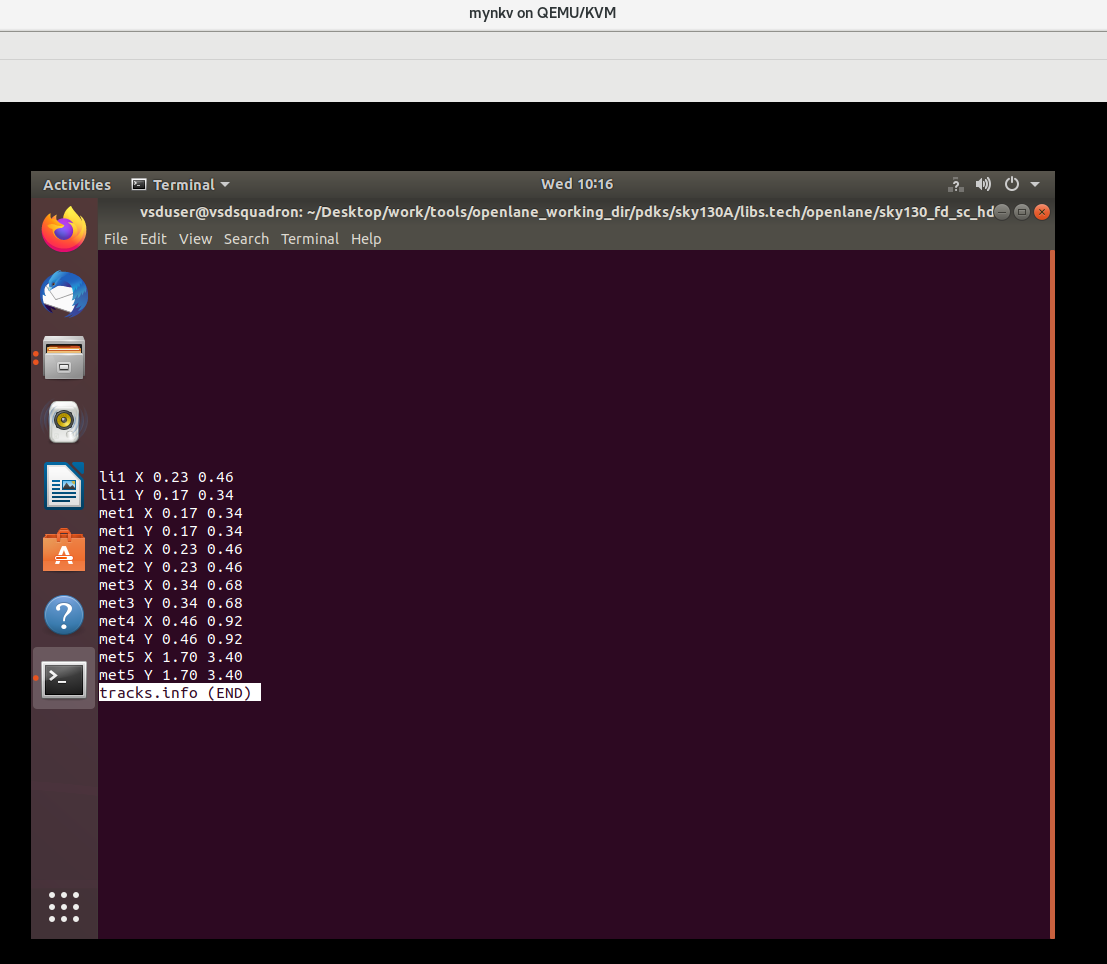 mynkv on QEMU/KVM
Activities Terminal Wed 10:16
vsduser@vsdsquadron: ~/Desktop/work/tools/openlane_working_dir/pdks/sky130A/libs.tech/openlane/sky130_fd_sc_hd
File Edit View Search Terminal Help
li1 X 0.23 0.46
li1 Y 0.17 0.34
met1 X 0.17 0.34
met1 Y 0.17 0.34
met2 X 0.23 0.46
met2 Y 0.23 0.46
met3 X 0.34 0.68
met3 Y 0.34 0.68
met4 X 0.46 0.92
met4 Y 0.46 0.92
met5 X 1.70 3.40
met5 Y 1.70 3.40
tracks.info (END)